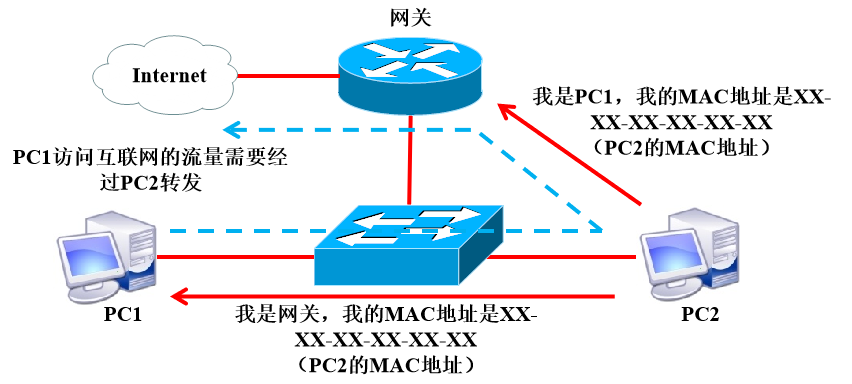 网关
Internet
我是PC1，我的MAC地址是XX-
XX-XX-XX-XX-XX
（PC2的MAC地址）
PC1访问互联网的流量需要经
过PC2转发
PC1
我是网关，我的MAC地址是XX-
XX-XX-XX-XX-XX
（PC2的MAC地址）
PC2